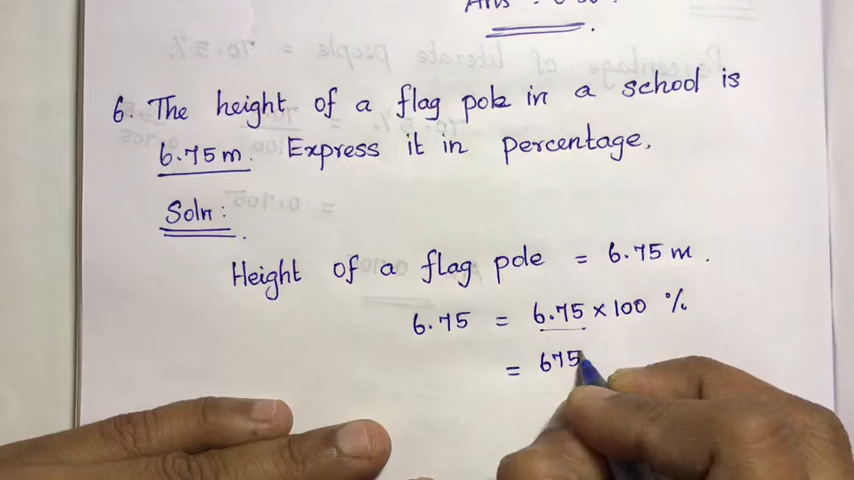 6. The height of a flag pole in a school is
6.75m. Express it in percentage.
Soln:
Height of a flag pole = 6.75 m.
6.75 = 6.75 × 100 %
= 675